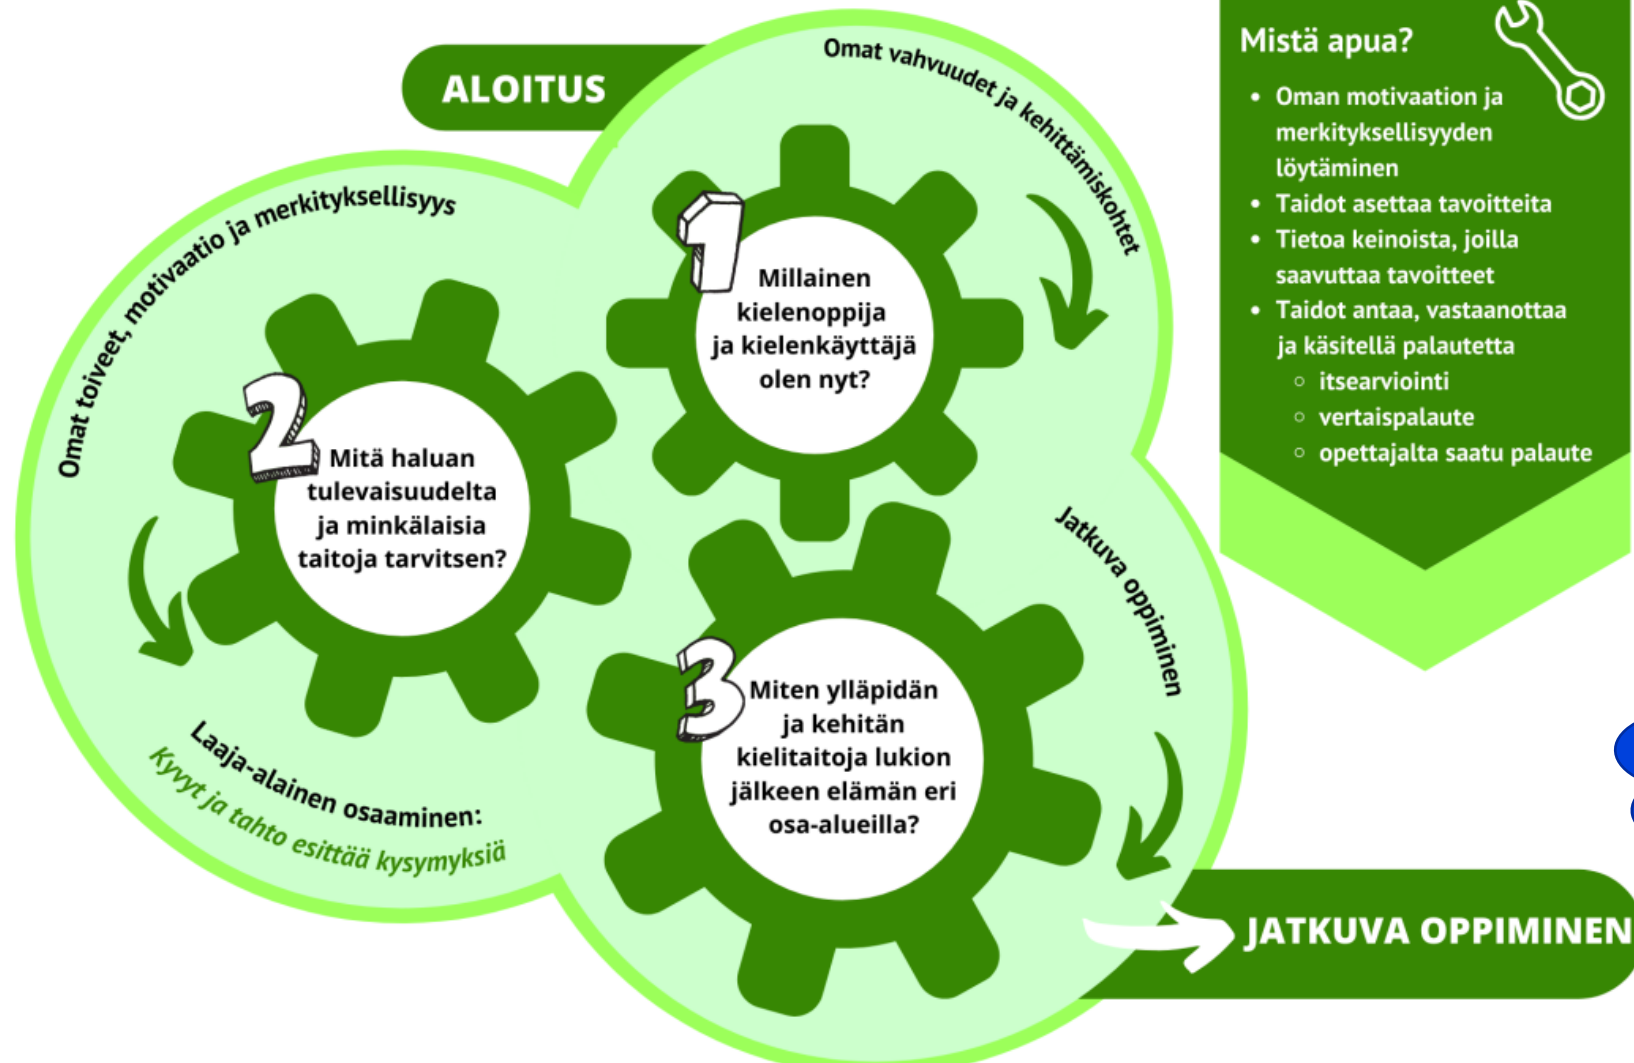 ALOITUS
Omat vahvuudet ja kehittämiskohtet
1
Millainen
kielenoppija
ja kielenkäyttäjä
olen nyt?
Omat toiveet, motivaatio ja merkityksellisyys
2
Mitä haluan
tulevaisuudelta
ja minkälaisia
taitoja tarvitsen?
Laaja-alainen osaaminen:
Kyvyt ja tahto esittää kysymyksiä
Jatkuva oppiminen
3
Miten ylläpidän
ja kehitän
kielitaitoja lukion
jälkeen elämän eri
osa-alueilla?
JATKUVA OPPIMINEN
Mistä apua?
• Oman motivaation ja
merkityksellisyyden
löytäminen
• Taidot asettaa tavoitteita
• Tietoa keinoista, joilla
saavuttaa tavoitteet
• Taidot antaa, vastaanottaa
ja käsitellä palautetta
◦ itsearviointi
◦ vertaispalaute
◦ opettajalta saatu palaute